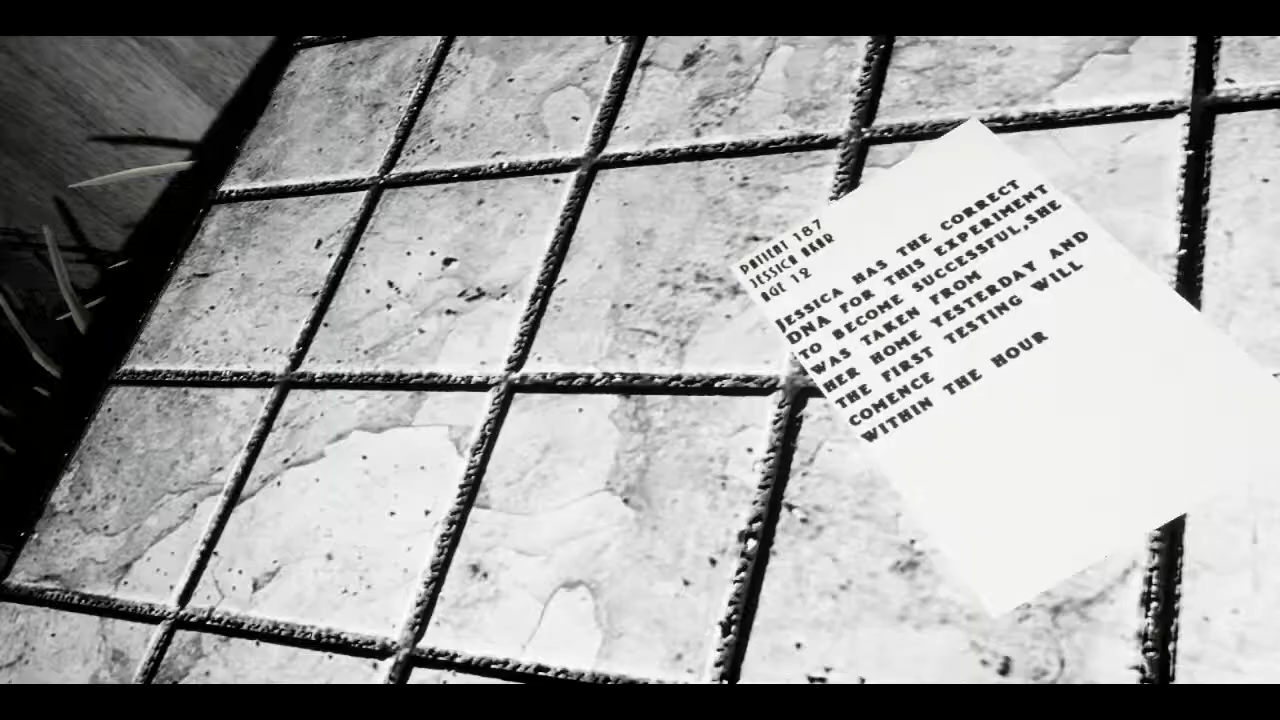 PATIENT 187
JESSICA
AGE 12
JESSICA HAS THE CORRECT
DNA FOR THIS EXPERIMENT
TO BECOME SUCCESSFUL,SHE
WAS TAKEN FROM
HER HOME YESTERDAY AND
THE FIRST TESTING WILL
COMENCE
WITHIN THE HOUR